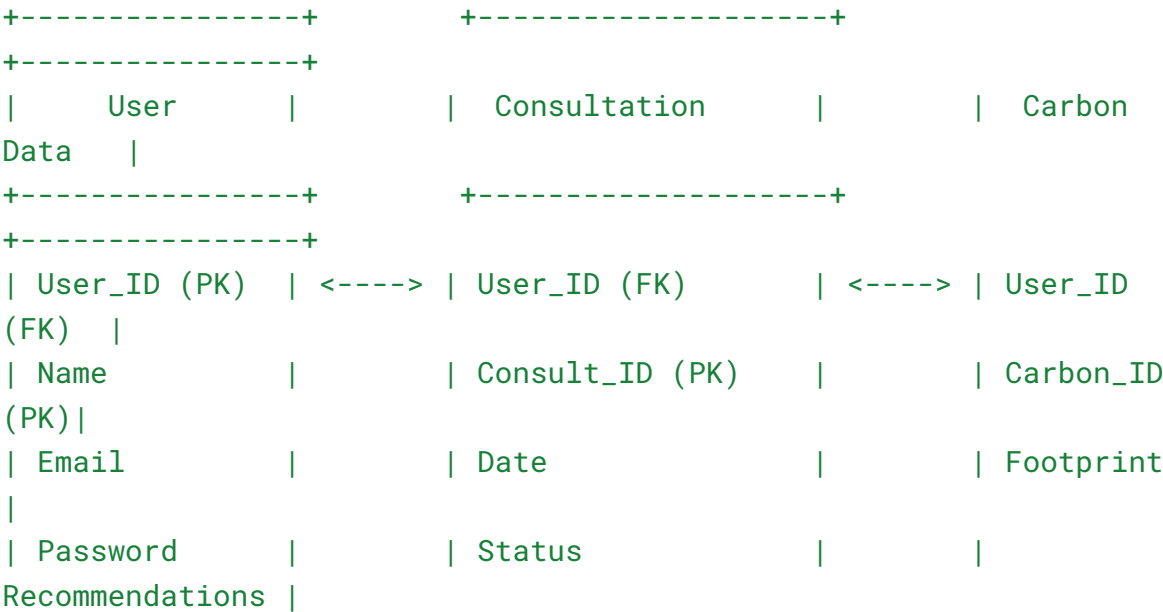 +----------------+        +--------------------+
+----------------+
|     User       |        |  Consultation      |        |  Carbon
Data   |
+----------------+        +--------------------+
+----------------+
| User_ID (PK)  | <----> | User_ID (FK)       | <----> | User_ID
(FK)  |
| Name          |        | Consult_ID (PK)    |        | Carbon_ID
(PK)|
| Email         |        | Date               |        | Footprint
|
| Password      |        | Status             |        |
Recommendations |